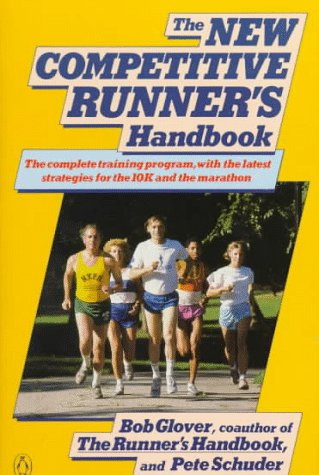 The NEW
COMPETITIVE
RUNNER'S
Handbook
The complete training program, with the latest
strategies for the 10K and the marathon
Bob Glover, coauthor of
The Runner's Handbook,
and Pete Schuder